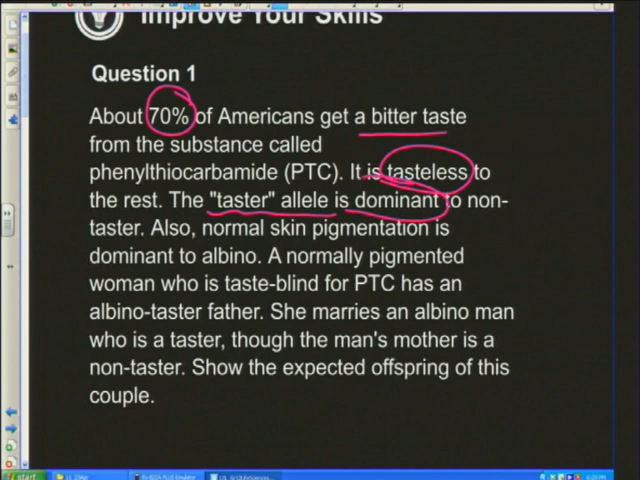 Improve Your Skills
Question 1
About 70% of Americans get a bitter taste
from the substance called
phenylthiocarbamide (PTC). It is tasteless to
the rest. The "taster" allele is dominant to non-
taster. Also, normal skin pigmentation is
dominant to albino. A normally pigmented
woman who is taste-blind for PTC has an
albino-taster father. She marries an albino man
who is a taster, though the man's mother is a
non-taster. Show the expected offspring of this
couple.
start